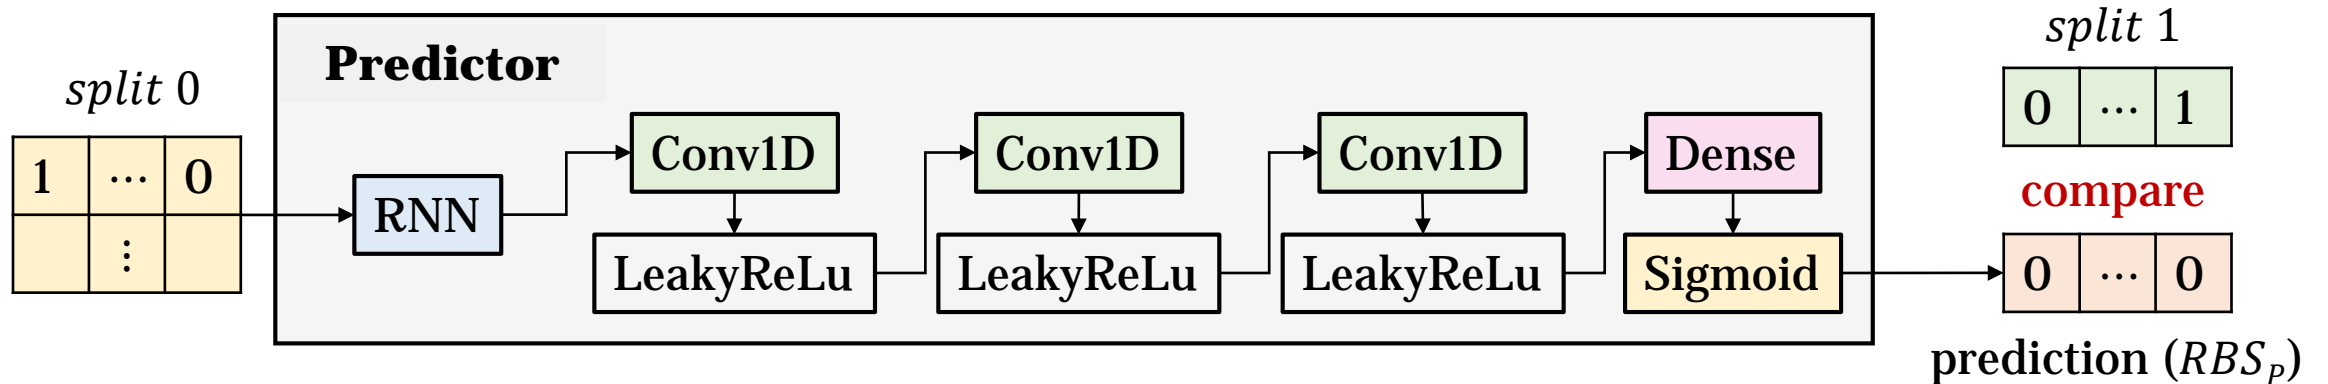 split 0
1 ⋯ 0
⋮
Predictor
RNN
Conv1D
LeakyReLu
Conv1D
LeakyReLu
Conv1D
LeakyReLu
Dense
Sigmoid
split 1
0 ⋯ 1
compare
0 ⋯ 0
prediction (RBS_P)